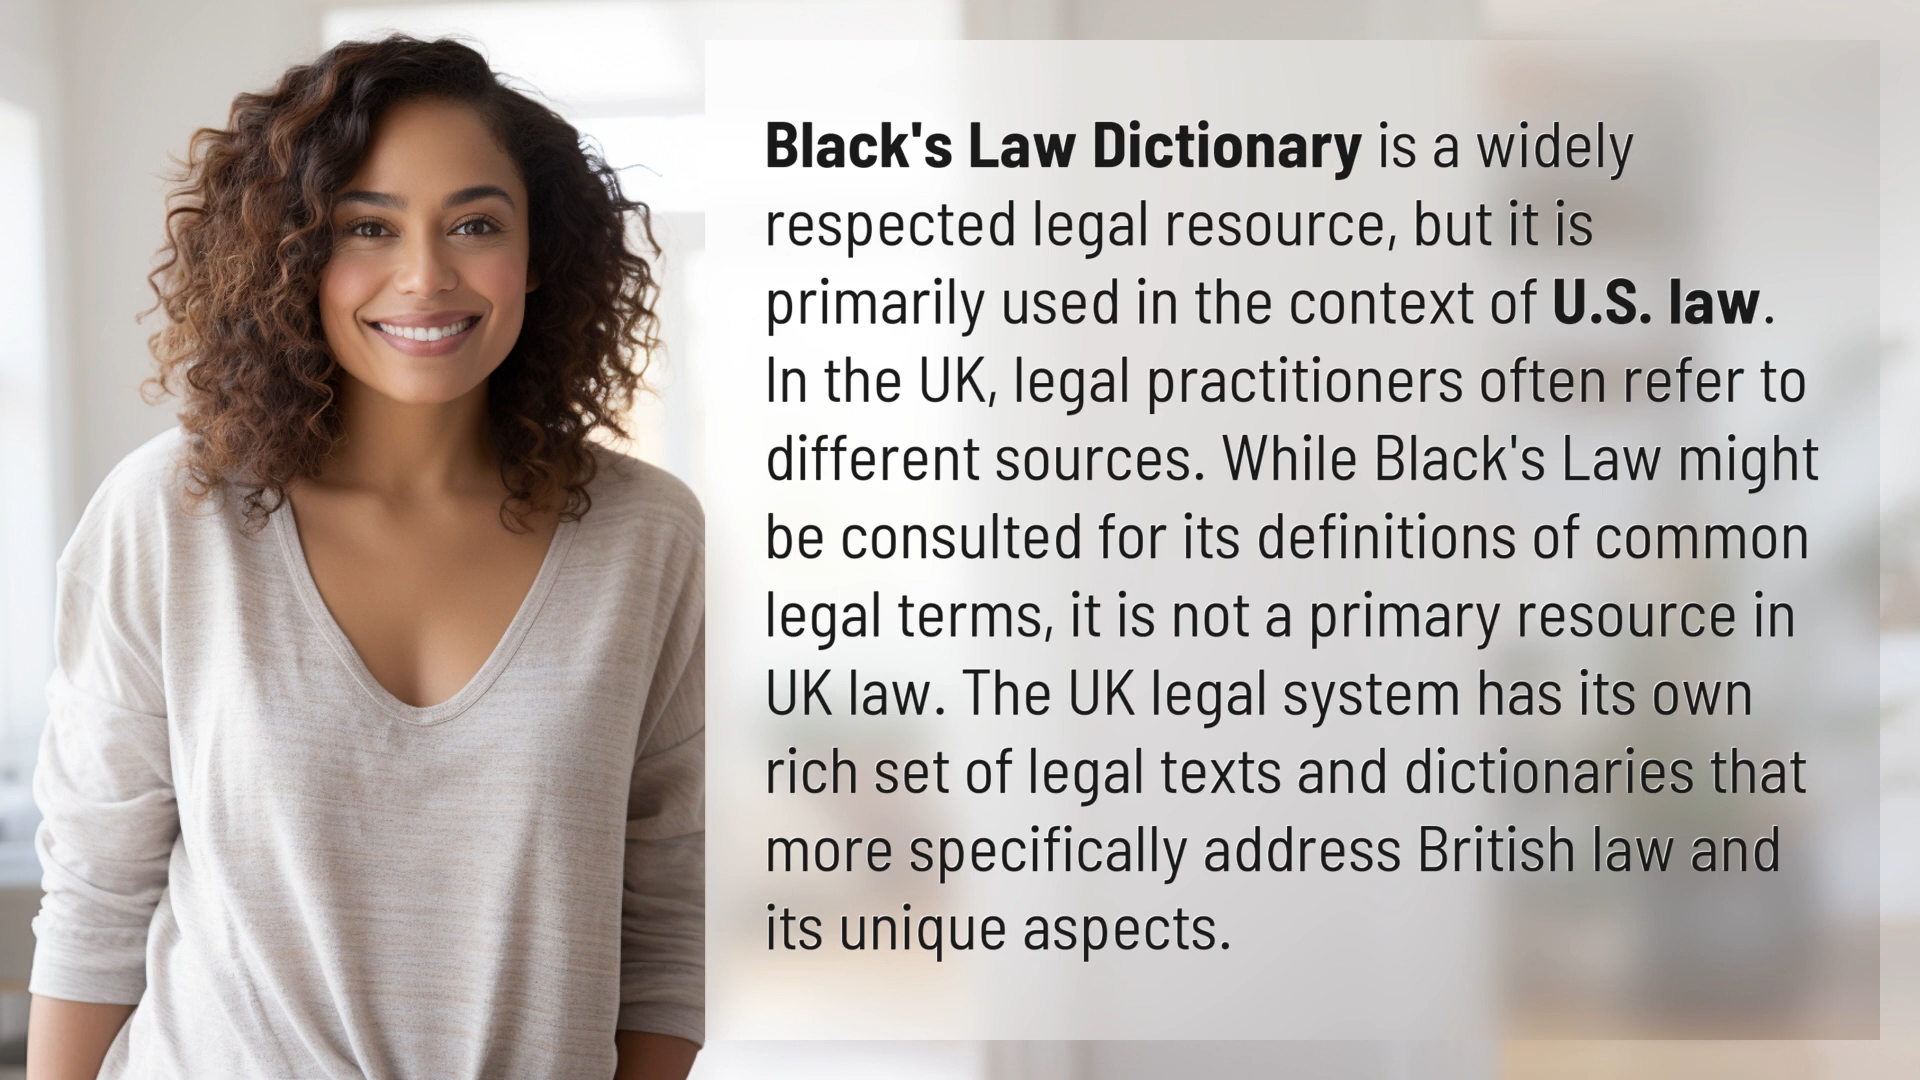 Black's Law Dictionary is a widely
respected legal resource, but it is
primarily used in the context of U.S. law.
In the UK, legal practitioners often refer to
different sources. While Black's Law might
be consulted for its definitions of common
legal terms, it is not a primary resource in
UK law. The UK legal system has its own
rich set of legal texts and dictionaries that
more specifically address British law and
its unique aspects.